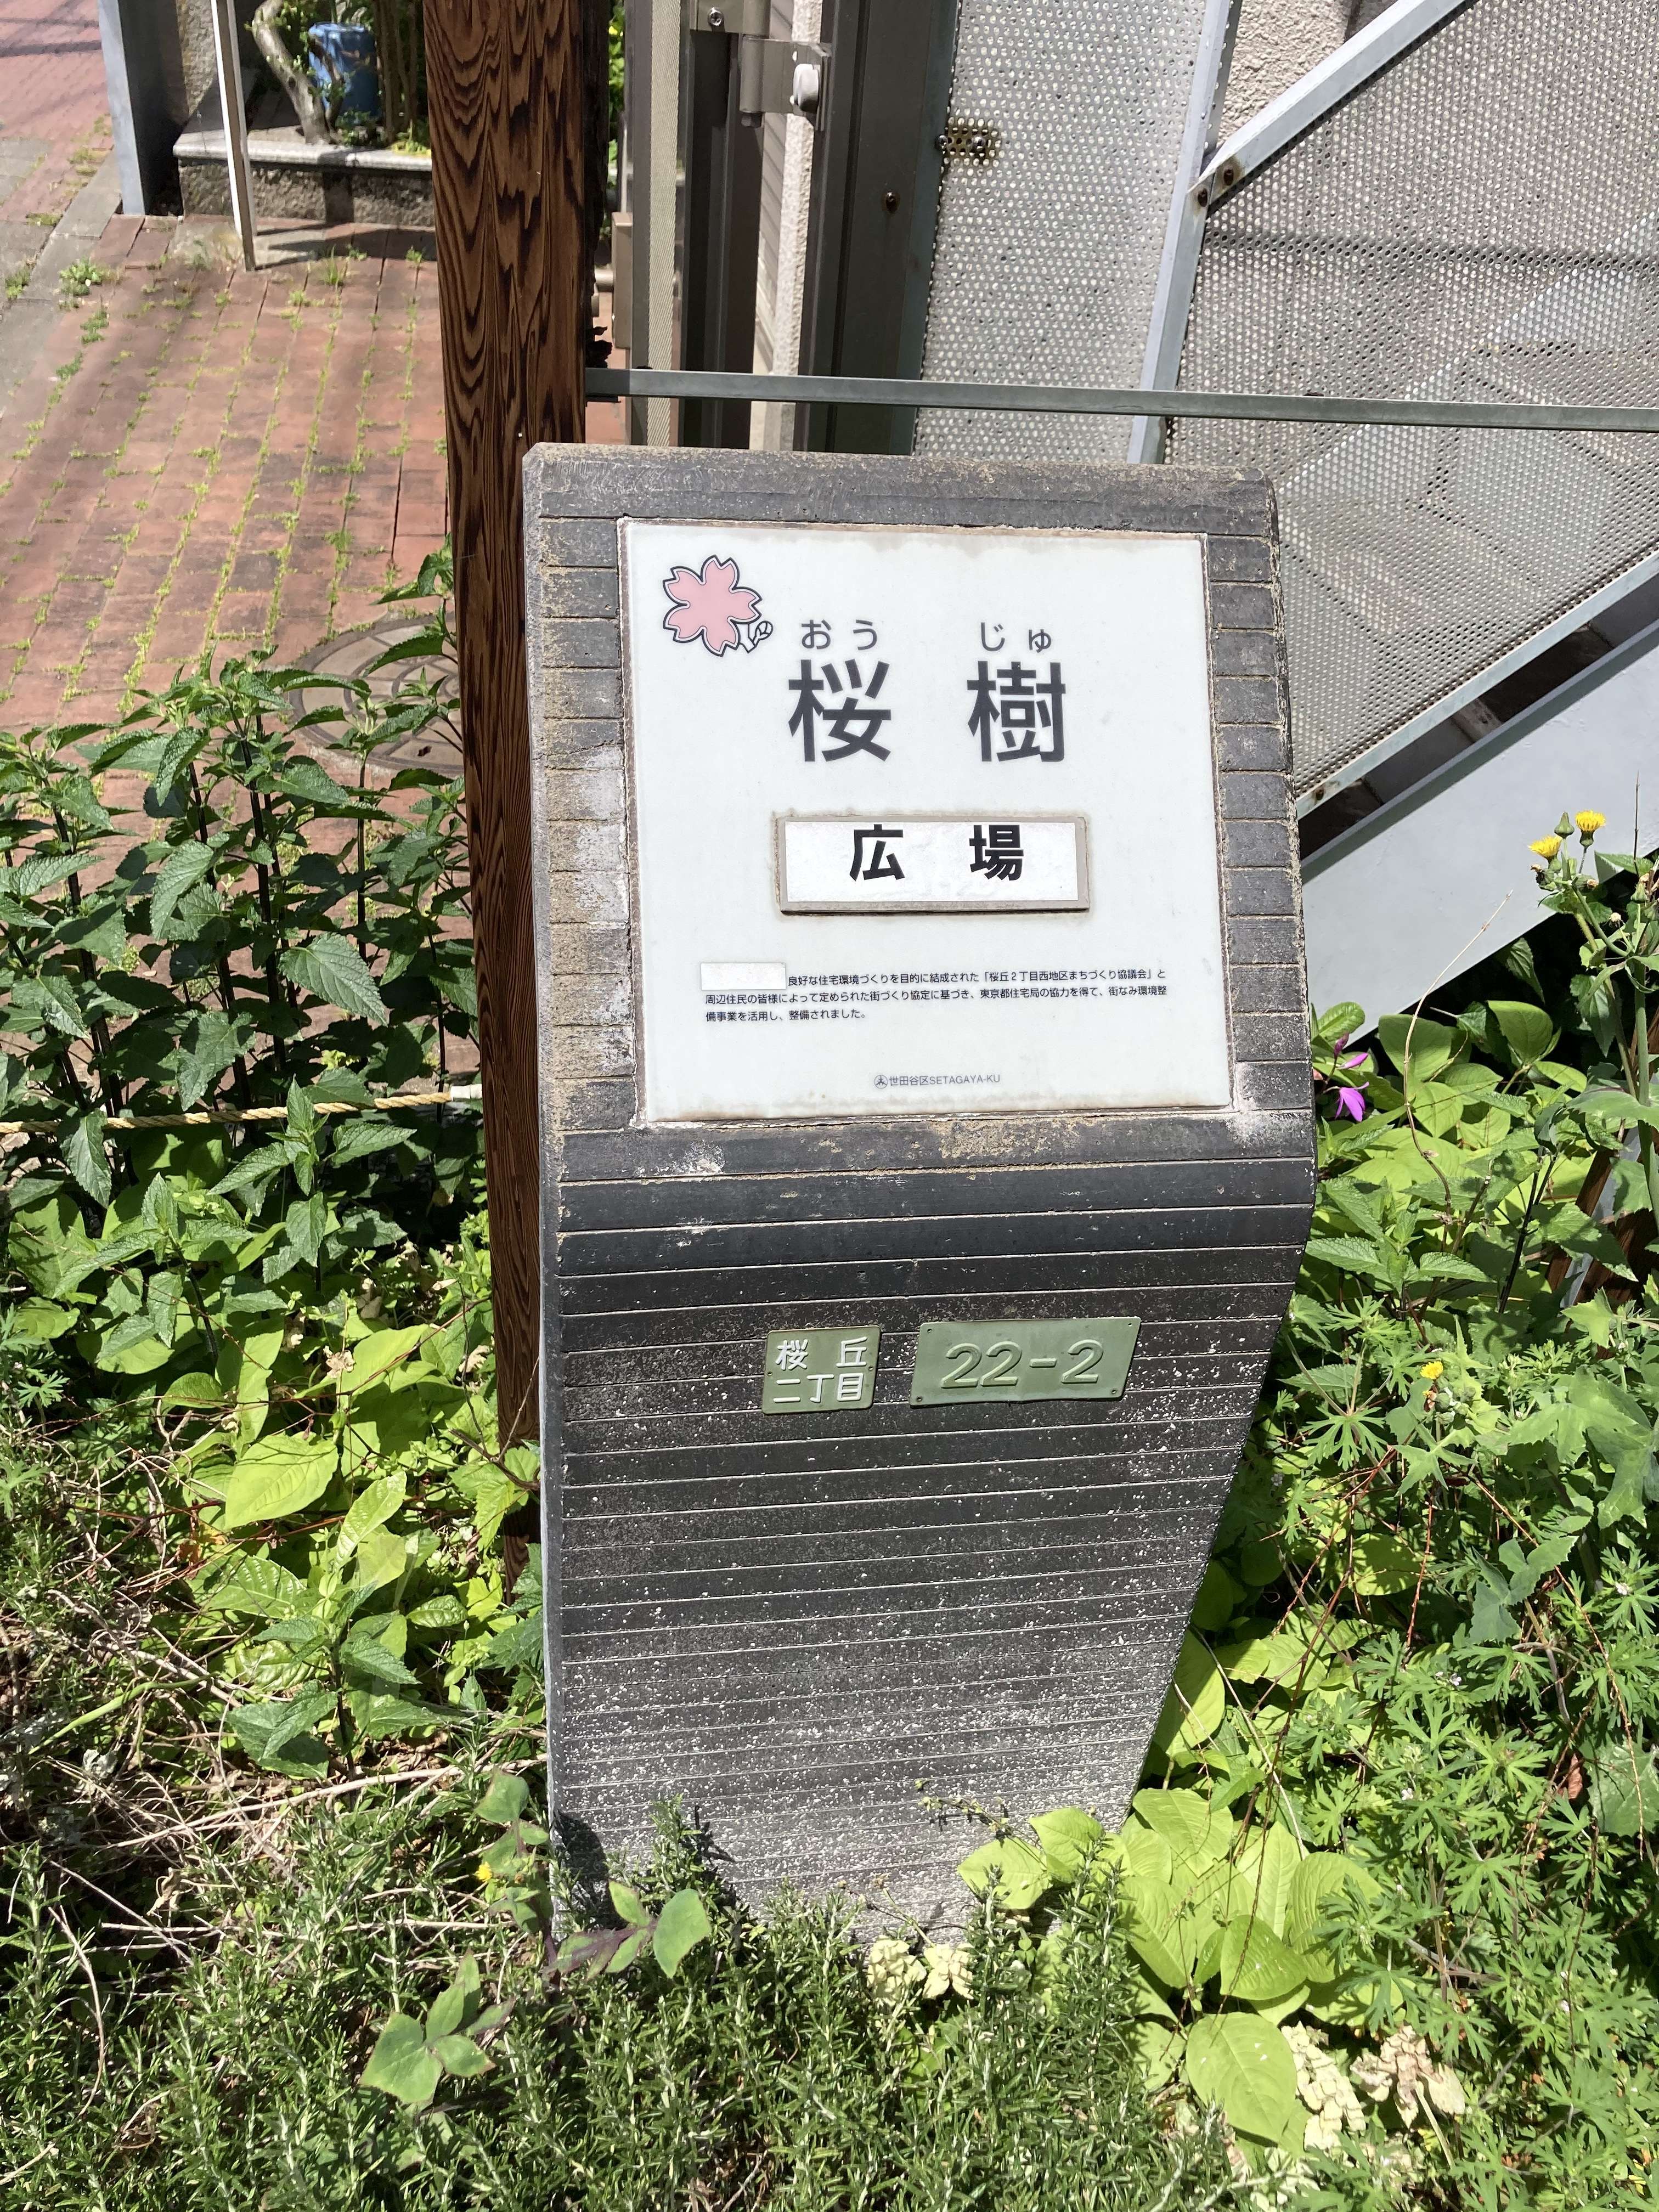 おう じゅ
桜 樹
広 場
良好な住宅環境づくりを目的に結成された「桜丘2丁目西地区まちづくり協議会」と
周辺住民の皆様によって定められた街づくり協定に基づき、東京都住宅局の協力を得て、街なみ環境整
備事業を活用し、整備されました。
世田谷区SETAGAYA-KU
桜 丘
二丁目
22-2